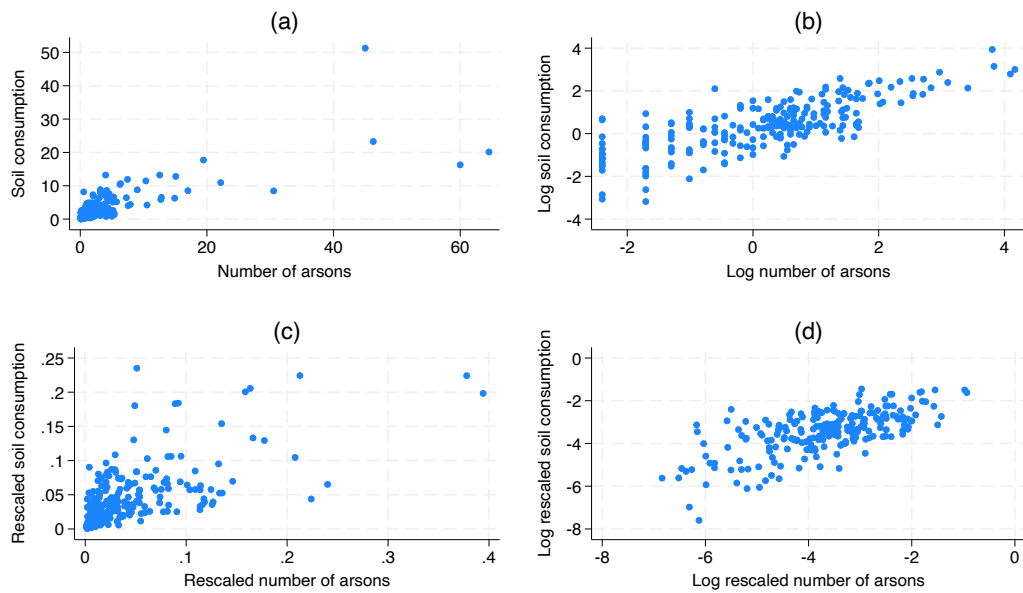 (a)
Soil consumption
50
40
30
20
10
0
0 20 40 60
Number of arsons
(b)
Log soil consumption
4
2
0
-2
-4
-2 0 2 4
Log number of arsons
(c)
Rescaled soil consumption
.25
.2
.15
.1
.05
0
0 .1 .2 .3 .4
Rescaled number of arsons
(d)
Log rescaled soil consumption
0
-2
-4
-6
-8
-8 -6 -4 -2 0
Log rescaled number of arsons